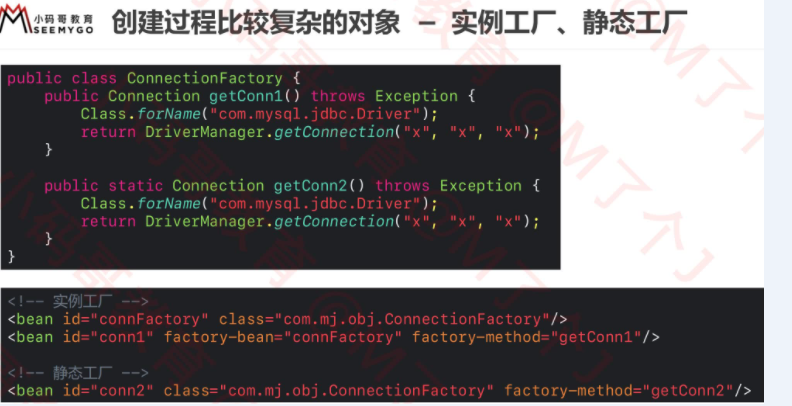 小码哥教育
SEEMYGO
创建过程比较复杂的对象 – 实例工厂、静态工厂
public class ConnectionFactory {
public Connection getConn1() throws Exception {
Class.forName("com.mysql.jdbc.Driver");
return DriverManager.getConnection("x", "x", "x");
}
public static Connection getConn2() throws Exception {
Class.forName("com.mysql.jdbc.Driver");
return DriverManager.getConnection("x", "x", "x");
}
}
<!-- 实例工厂 -->
<bean id="connFactory" class="com.mj.obj.ConnectionFactory"/>
<bean id="conn1" factory-bean="connFactory" factory-method="getConn1"/>
<!-- 静态工厂 -->
<bean id="conn2" class="com.mj.obj.ConnectionFactory" factory-method="getConn2"/>